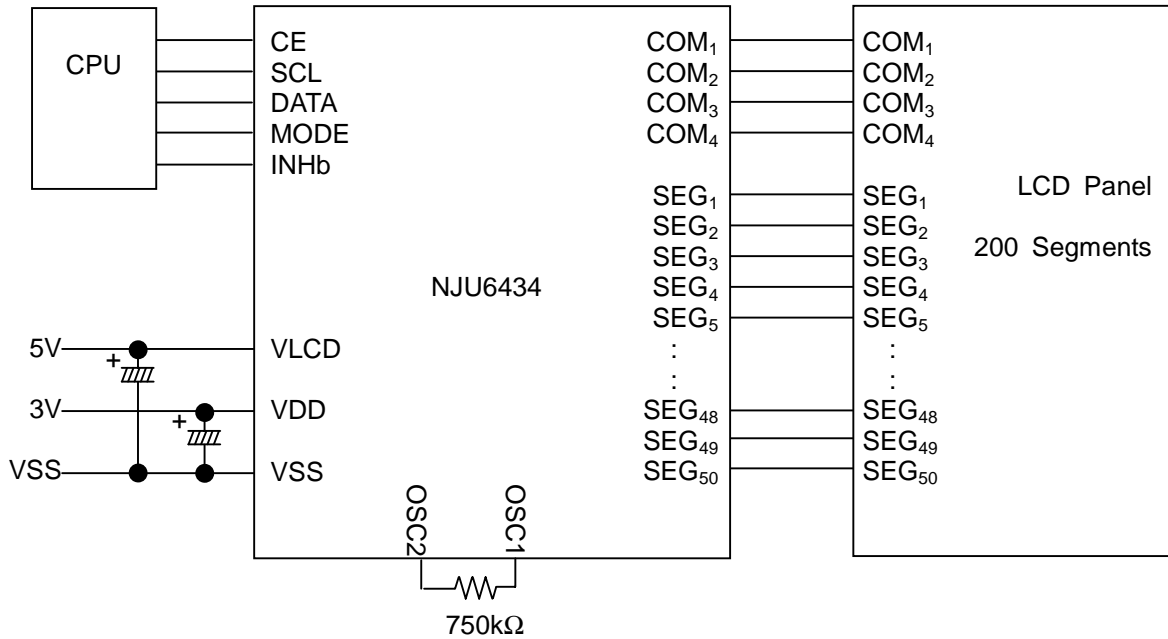 CPU
CE
SCL
DATA
MODE
INHb
5V
+
VLCD
3V
+
VDD
VSS
VSS
NJU6434
OSC2
OSC1
750kΩ
COM₁
COM₂
COM₃
COM₄
SEG₁
SEG₂
SEG₃
SEG₄
SEG₅
:
:
SEG₄₈
SEG₄₉
SEG₅₀
COM₁
COM₂
COM₃
COM₄
SEG₁
SEG₂
SEG₃
SEG₄
SEG₅
:
:
SEG₄₈
SEG₄₉
SEG₅₀
LCD Panel
200 Segments